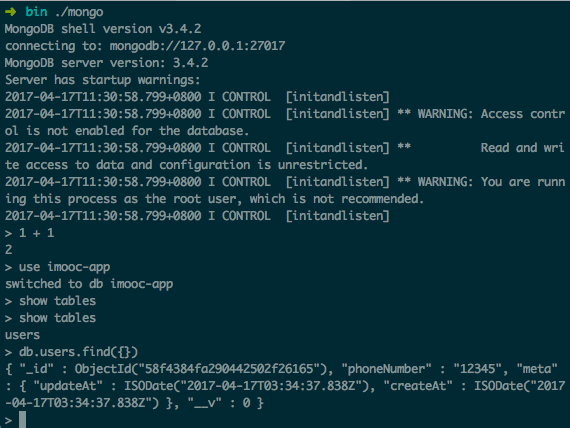 ➜ bin ./mongo
MongoDB shell version v3.4.2
connecting to: mongodb://127.0.0.1:27017
MongoDB server version: 3.4.2
Server has startup warnings:
2017-04-17T11:30:58.799+0800 I CONTROL  [initandlisten]
2017-04-17T11:30:58.799+0800 I CONTROL  [initandlisten] ** WARNING: Access contr
ol is not enabled for the database.
2017-04-17T11:30:58.799+0800 I CONTROL  [initandlisten] **          Read and wri
te access to data and configuration is unrestricted.
2017-04-17T11:30:58.799+0800 I CONTROL  [initandlisten] ** WARNING: You are runn
ing this process as the root user, which is not recommended.
2017-04-17T11:30:58.799+0800 I CONTROL  [initandlisten]
> 1 + 1
2
> use imooc-app
switched to db imooc-app
> show tables
> show tables
users
> db.users.find({})
{ "_id" : ObjectId("58f4384fa290442502f26165"), "phoneNumber" : "12345", "meta"
: { "updateAt" : ISODate("2017-04-17T03:34:37.838Z"), "createAt" : ISODate("2017
-04-17T03:34:37.838Z") }, "__v" : 0 }
>